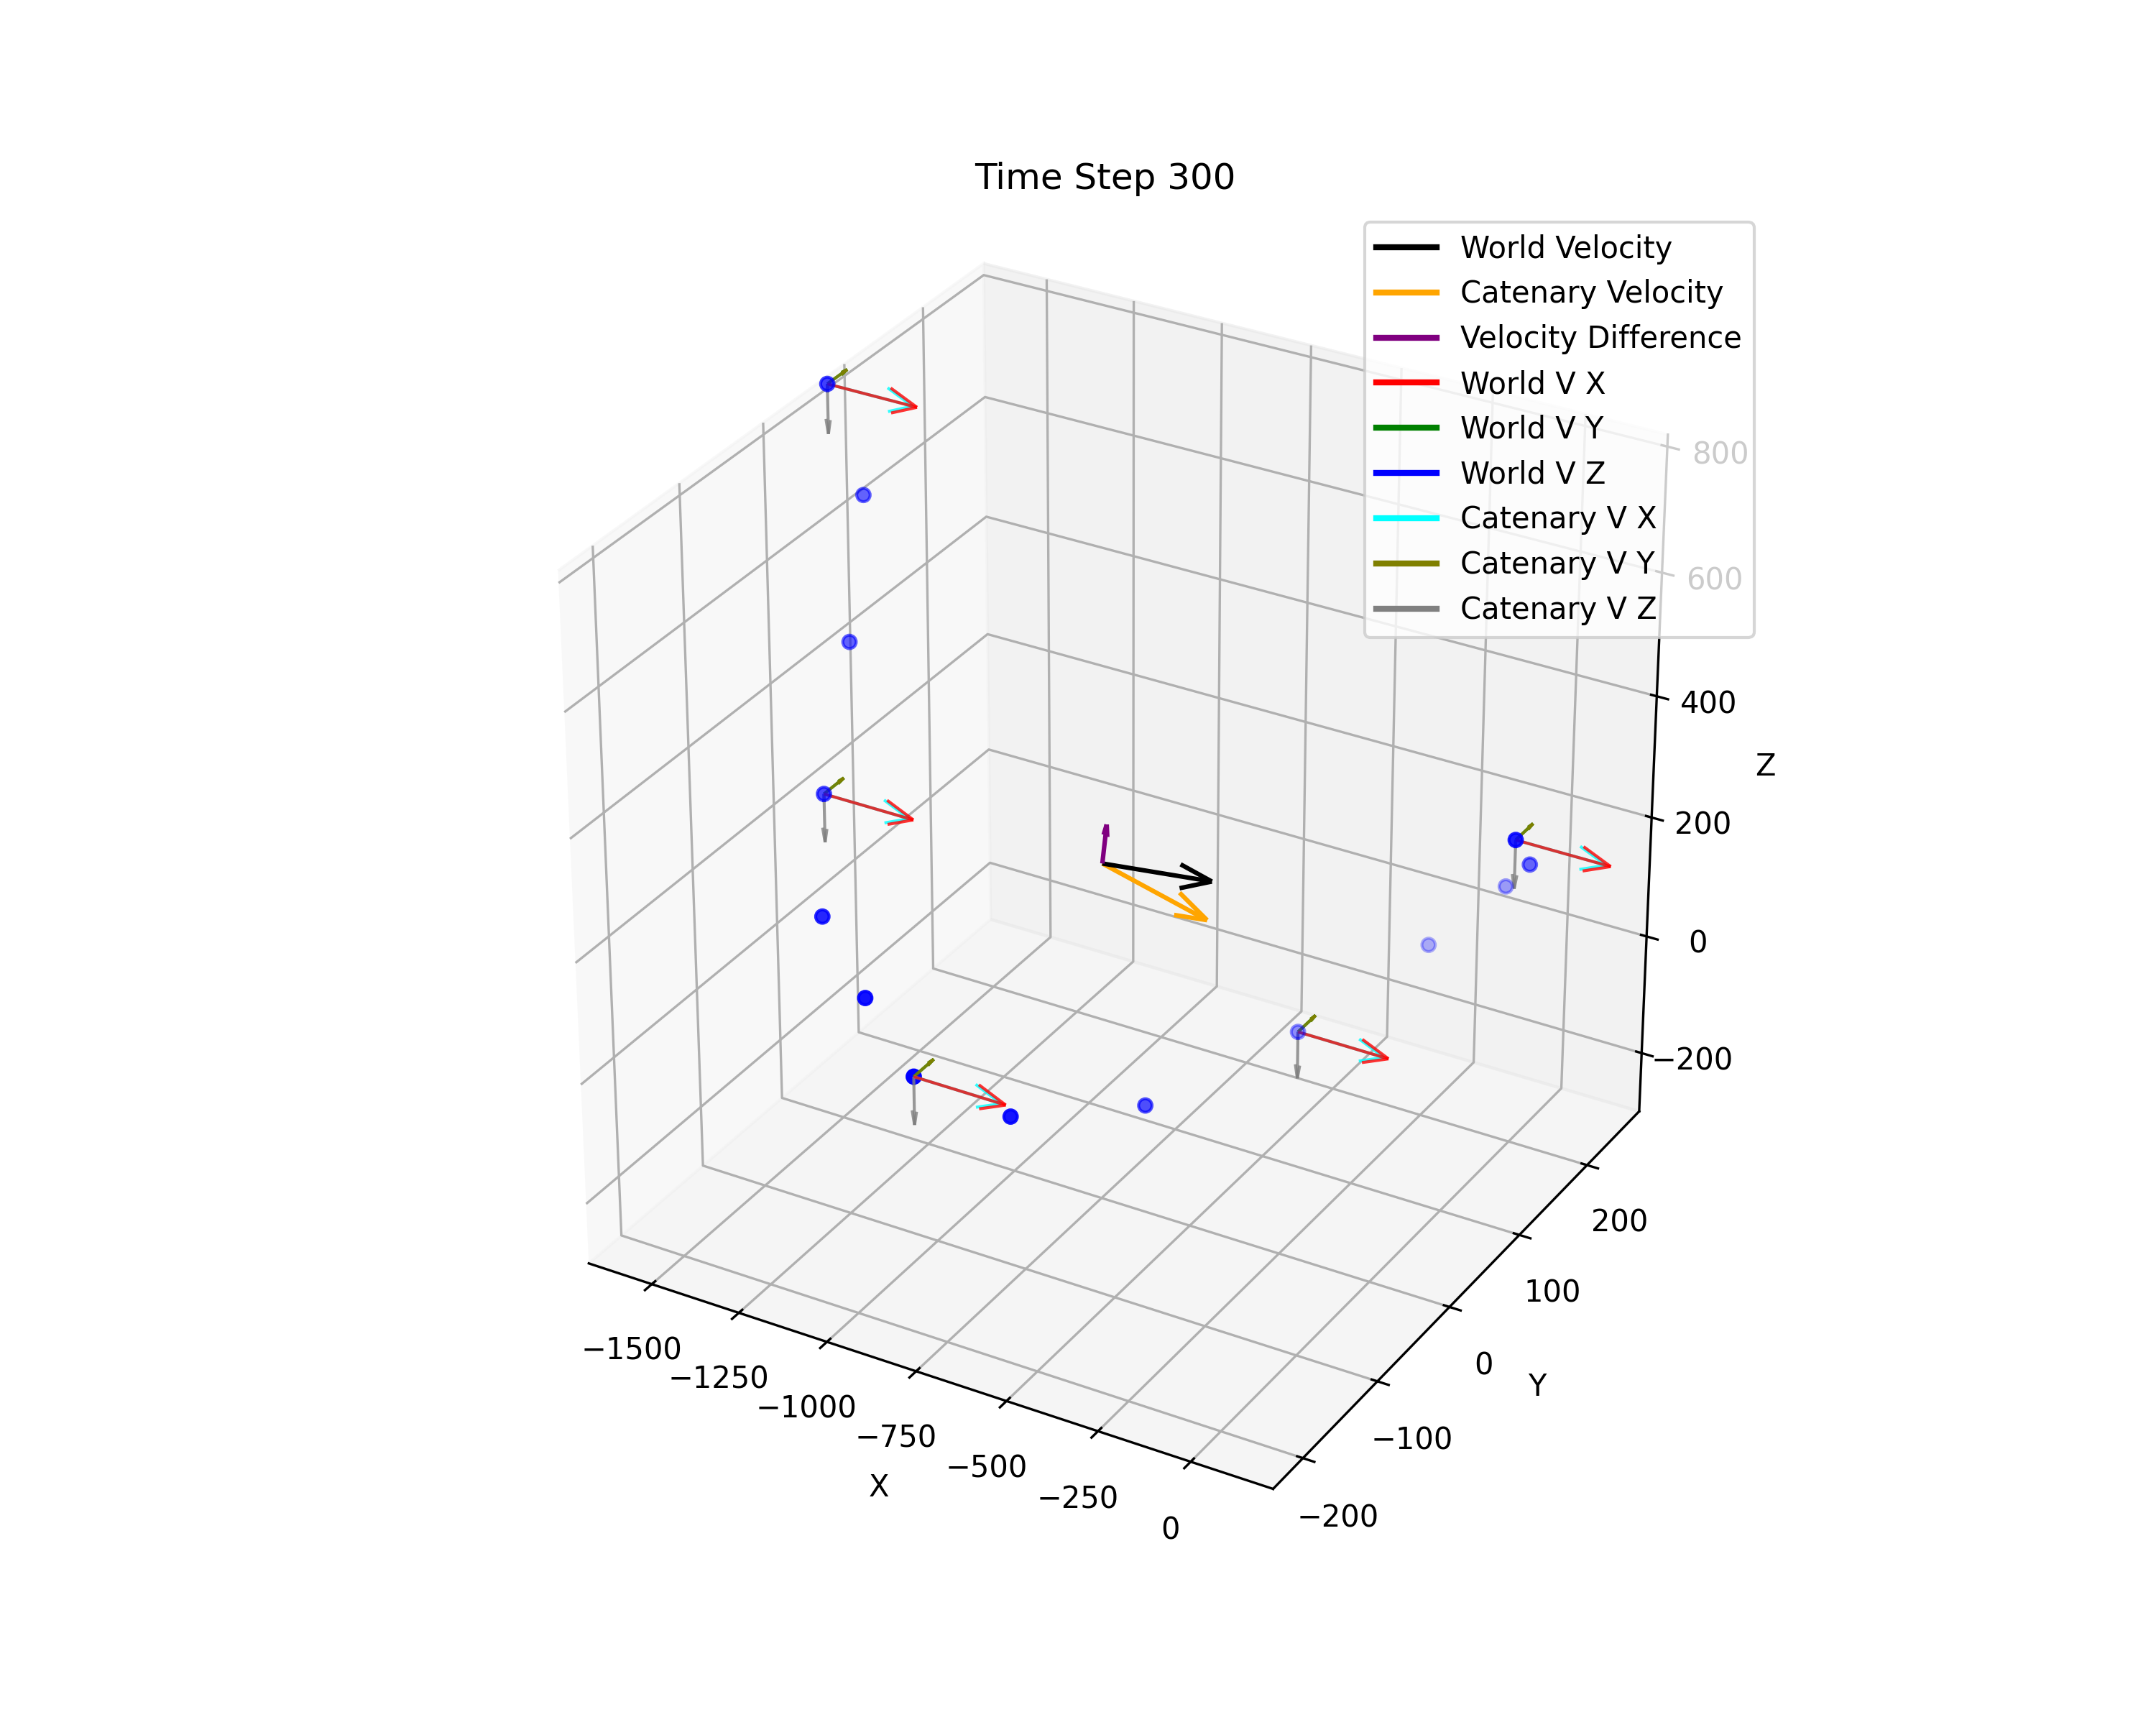 Time Step 300
World Velocity
Catenary Velocity
Velocity Difference
World V X
World V Y
World V Z
Catenary V X
Catenary V Y
Catenary V Z
800
600
400
200
0
−200
Z
200
100
0
−100
−200
Y
−1500
−1250
−1000
−750
−500
−250
0
X